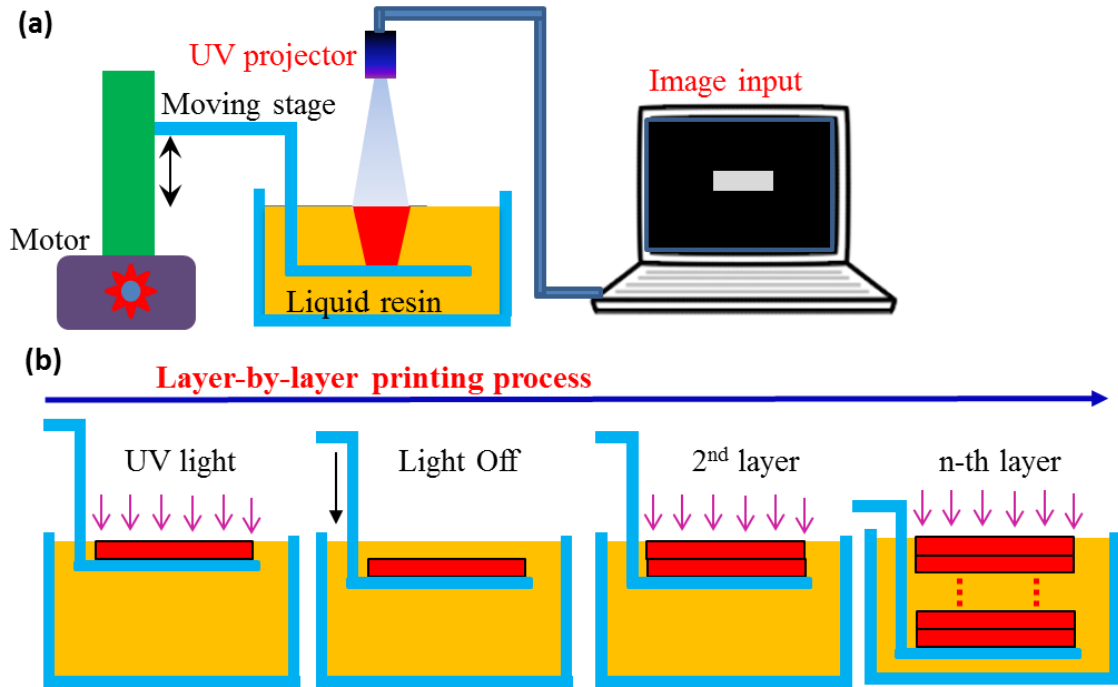 (a)
UV projector
Moving stage
Image input
Motor
Liquid resin
(b)
Layer-by-layer printing process
UV light
Light Off
2nd layer
n-th layer